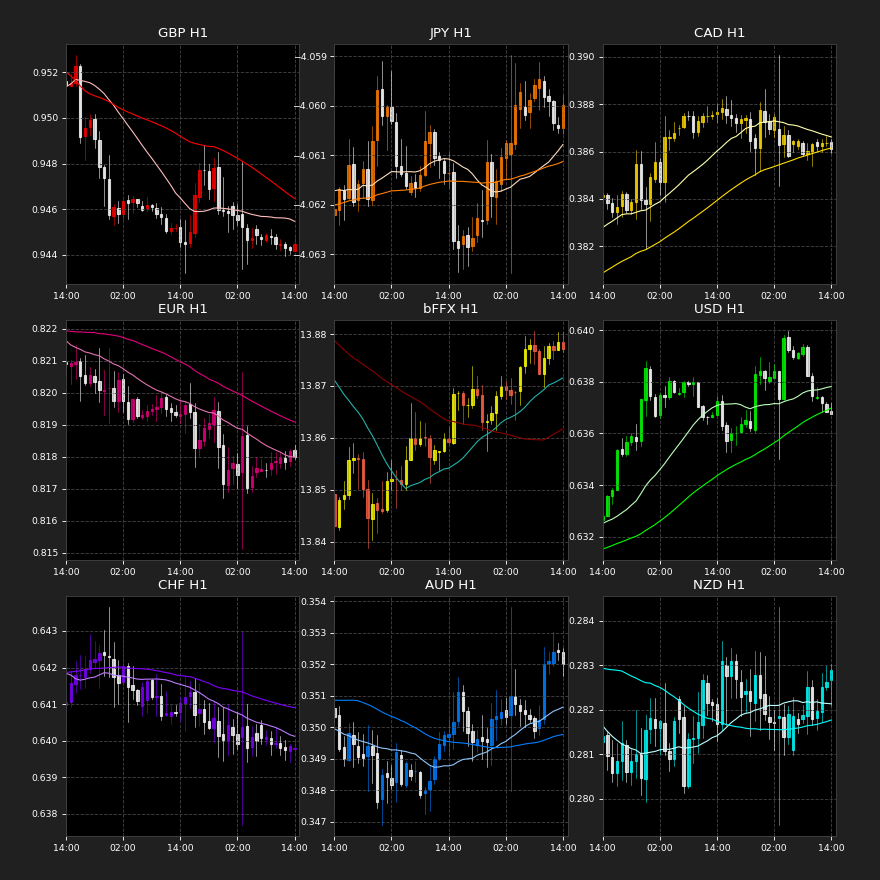 GBP H1
0.952
0.950
0.948
0.946
0.944
14:00 02:00 14:00 02:00 14:00
JPY H1
-4.059
-4.060
-4.061
-4.062
-4.063
14:00 02:00 14:00 02:00 14:00
CAD H1
0.390
0.388
0.386
0.384
0.382
14:00 02:00 14:00 02:00 14:00
EUR H1
0.822
0.821
0.820
0.819
0.818
0.817
0.816
0.815
14:00 02:00 14:00 02:00 14:00
bFFX H1
13.88
13.87
13.86
13.85
13.84
14:00 02:00 14:00 02:00 14:00
USD H1
0.640
0.638
0.636
0.634
0.632
14:00 02:00 14:00 02:00 14:00
CHF H1
0.643
0.642
0.641
0.640
0.639
0.638
14:00 02:00 14:00 02:00 14:00
AUD H1
0.354
0.353
0.352
0.351
0.350
0.349
0.348
0.347
14:00 02:00 14:00 02:00 14:00
NZD H1
0.284
0.283
0.282
0.281
0.280
14:00 02:00 14:00 02:00 14:00